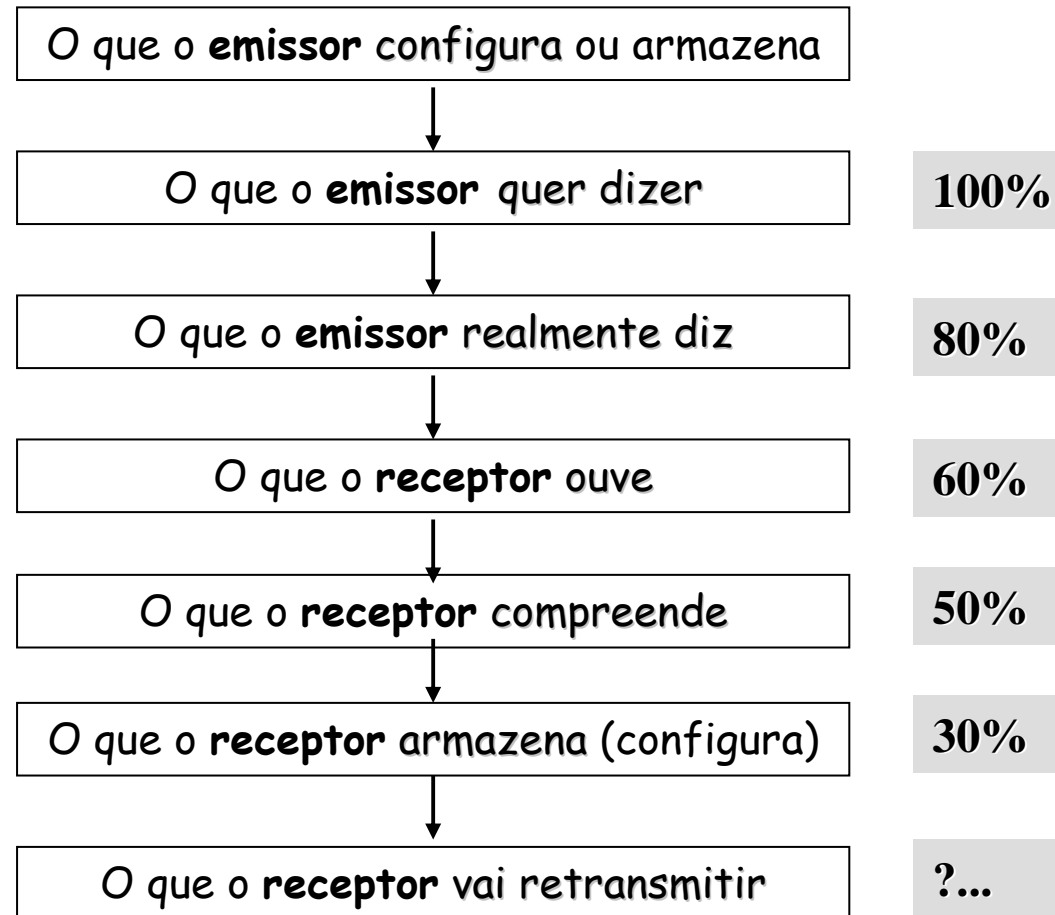 O que o emissor configura ou armazena
O que o emissor quer dizer 100%
O que o emissor realmente diz 80%
O que o receptor ouve 60%
O que o receptor compreende 50%
O que o receptor armazena (configura) 30%
O que o receptor vai retransmitir ?...